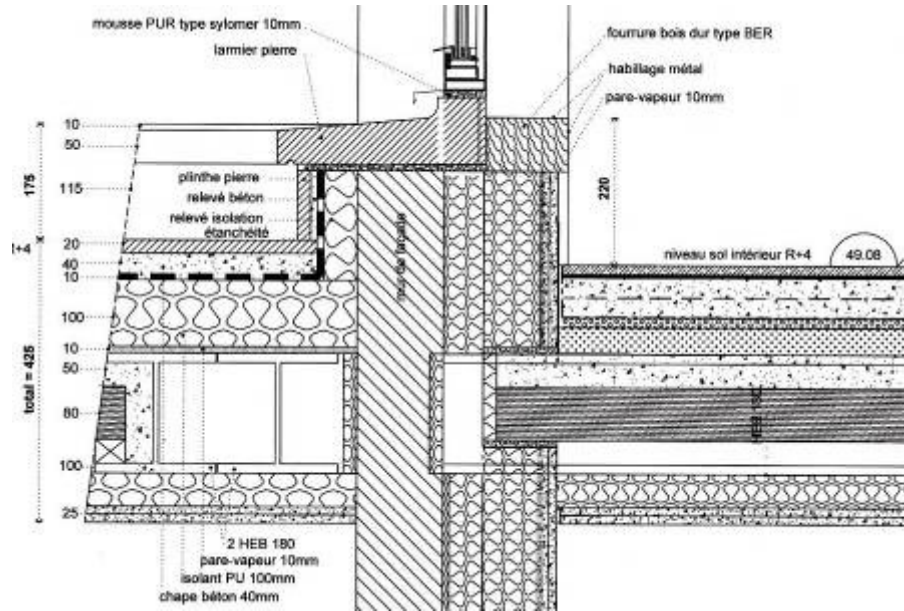 mousse PUR type sylomer 10mm
larmier pierre
fourrure bois dur type BER
habillage métal
pare-vapeur 10mm
10
50
175
115
plinthe pierre
relevé béton
relevé isolation
étanchéité
220
R+4
20
40
10
niveau sol intérieur R+4
49.08
100
10
50
total = 425
80
100
25
2 HEB 180
pare-vapeur 10mm
isolant PU 100mm
chape béton 40mm